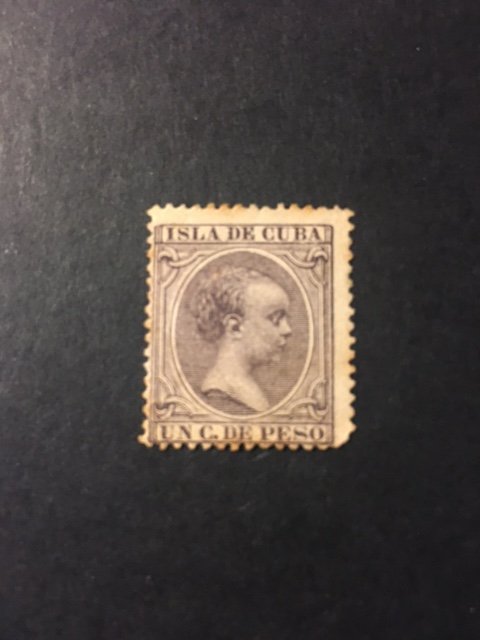 ISLA DE CUBA
UN C. DE PESO